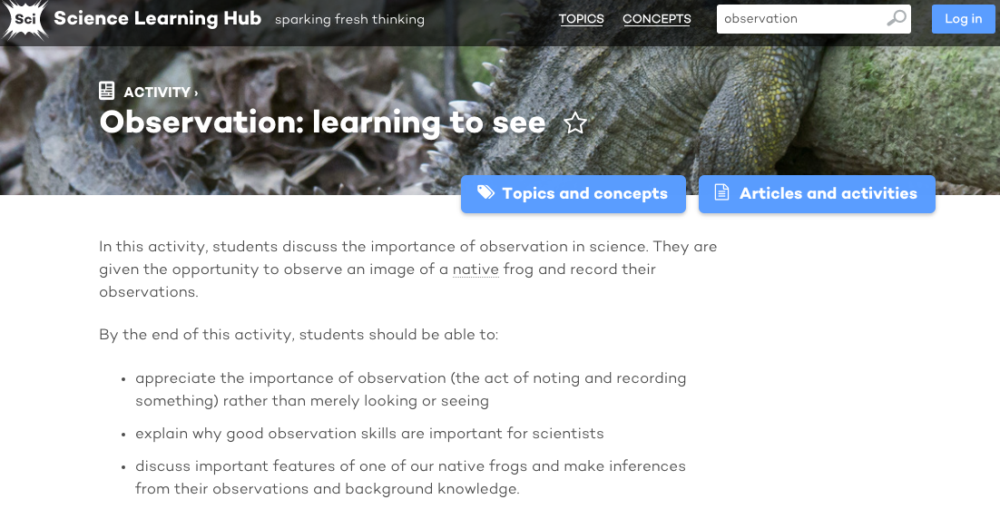 Sci Science Learning Hub sparking fresh thinking TOPICS CONCEPTS observation Log in
ACTIVITY ›
Observation: learning to see
Topics and concepts Articles and activities
In this activity, students discuss the importance of observation in science. They are
given the opportunity to observe an image of a native frog and record their
observations.
By the end of this activity, students should be able to:
• appreciate the importance of observation (the act of noting and recording
something) rather than merely looking or seeing
• explain why good observation skills are important for scientists
• discuss important features of one of our native frogs and make inferences
from their observations and background knowledge.